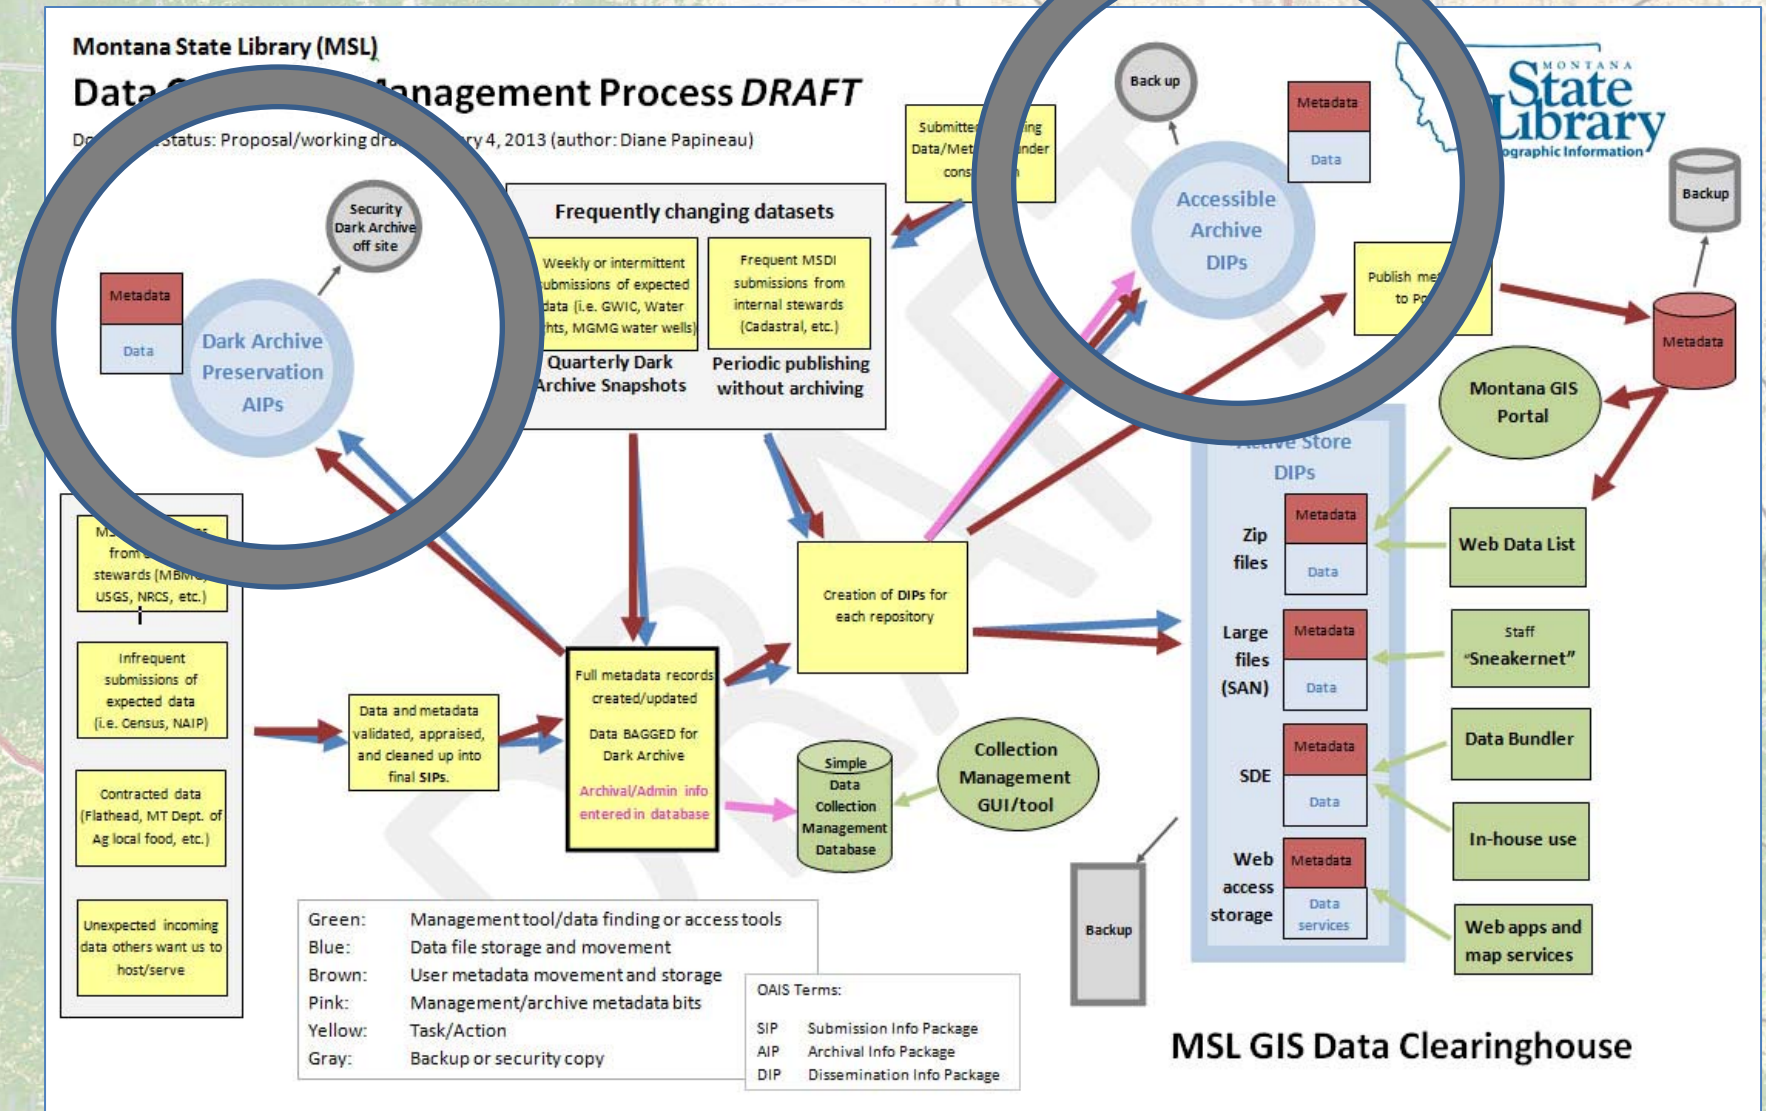 Montana State Library (MSL)
Data Management Process DRAFT
Status: Proposal/working 4, 2013 (author: Diane Papineau)
MONTANA
State
Library
Information
Back up
Metadata
Data
Accessible
Archive
DIPs
Backup
Submitted
Data/ under
Security
Dark Archive
off site
Metadata
Data
Dark Archive
Preservation
AIPs
Frequently changing datasets
Weekly or intermittent
submissions of expected
data (i.e. GWIC, Water
MGMG water wells)
Quarterly Dark
Archive Snapshots
Frequent MSDI
submissions from
internal stewards
(Cadastral, etc.)
Periodic publishing
without archiving
Publish
to
Metadata
Montana GIS
Portal
Active Store
DIPs
Zip
files
Metadata
Data
Large
files
(SAN)
Metadata
Data
SDE
Metadata
Data
Web
access
storage
Metadata
Data
services
Web Data List
Staff
“Sneakernet”
Data Bundler
In-house use
Web apps and
map services
from
stewards
USGS, NRCS, etc.)
Infrequent
submissions of
expected data
(i.e. Census, NAIP)
Contracted data
(Flathead, MT Dept. of
Ag local food, etc.)
Unexpected incoming
data others want us to
host/serve
Data and metadata
validated, appraised,
and cleaned up into
final SIPs.
Full metadata records
created/updated
Data BAGGED for
Dark Archive
Archival/Admin info
entered in database
Creation of DIPs for
each repository
Simple
Data
Collection
Management
Database
Collection
Management
GUI/tool
Backup
DRAFT
Green: Management tool/data finding or access tools
Blue: Data file storage and movement
Brown: User metadata movement and storage
Pink: Management/archive metadata bits
Yellow: Task/Action
Gray: Backup or security copy
OAIS Terms:
SIP Submission Info Package
AIP Archival Info Package
DIP Dissemination Info Package
MSL GIS Data Clearinghouse